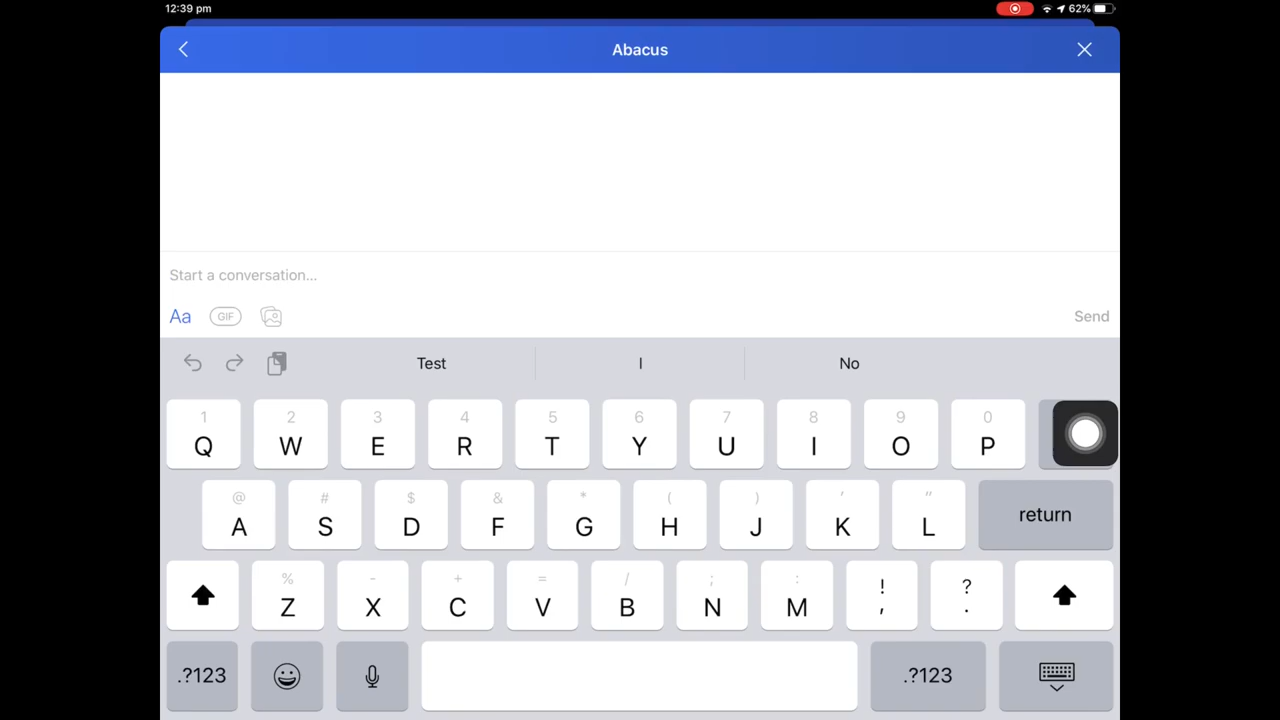 12:39 pm
62%
Abacus
Start a conversation...
Aa GIF Send
Test I No
1 2 3 4 5 6 7 8 9 0
Q W E R T Y U I O P
@ # $ & * ( ) ' "
A S D F G H J K L return
% - + = / ; : ! ?
Z X C V B N M , .
.?123 .?123